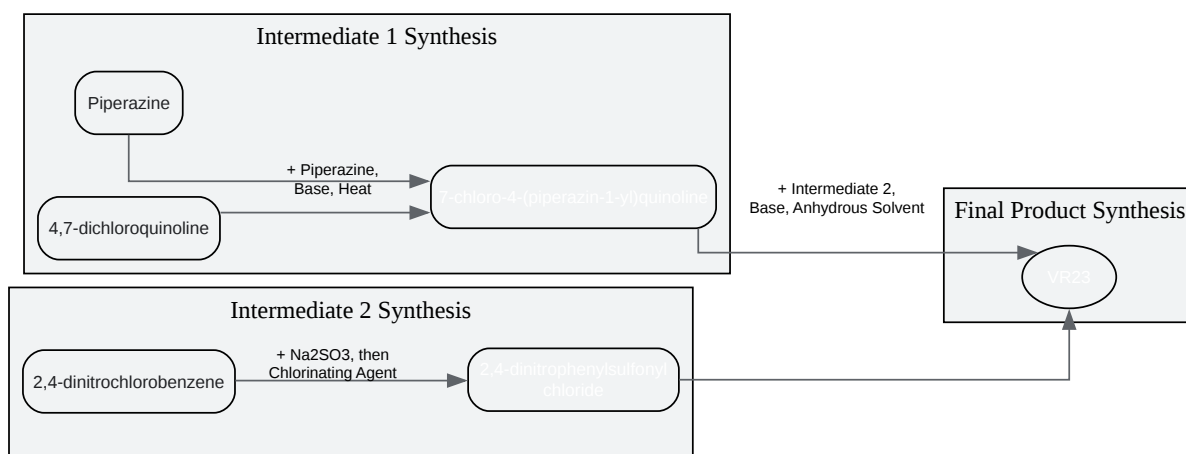 Intermediate 1 Synthesis
Piperazine
+ Piperazine,
Base, Heat
7-chloro-4-(piperazin-1-yl)quinoline
4,7-dichloroquinoline
+ Intermediate 2,
Base, Anhydrous Solvent
Final Product Synthesis
VR23
Intermediate 2 Synthesis
2,4-dinitrochlorobenzene
+ Na2SO3, then
Chlorinating Agent
2,4-dinitrophenylsulfonyl
chloride